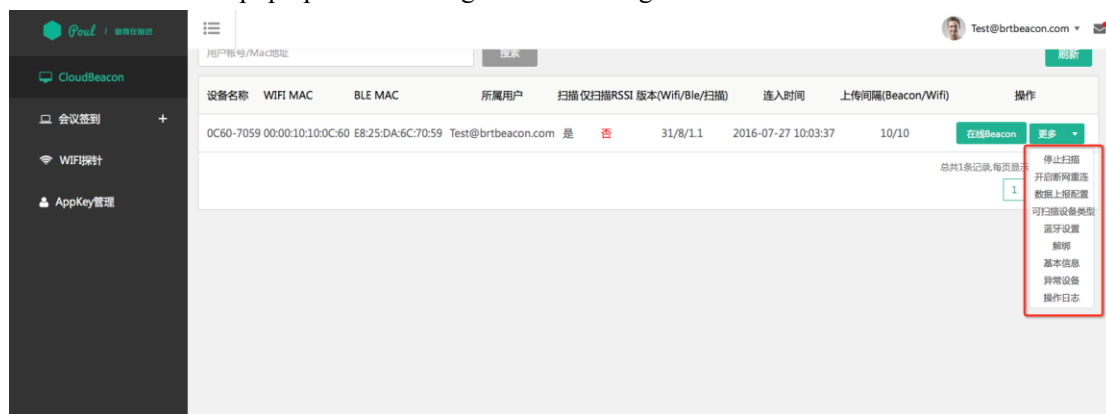 Poul /
Test@brtbeacon.com
用户帐号/Mac地址
搜索
刷新
CloudBeacon
会议签到 +
WIFI探针
AppKey管理
设备名称 WIFI MAC BLE MAC 所属用户 扫描 仅扫描RSSI 版本(Wifi/Ble/扫描) 连入时间 上传间隔(Beacon/Wifi) 操作
0C60-7059 00:00:10:10:0C:60 E8:25:DA:6C:70:59 Test@brtbeacon.com 是 否 31/8/1.1 2016-07-27 10:03:37 10/10 在线Beacon 更多
总共1条记录,每页显示
1
停止扫描
开启断网重连
数据上报配置
可扫描设备类型
蓝牙设置
解绑
基本信息
异常设备
操作日志